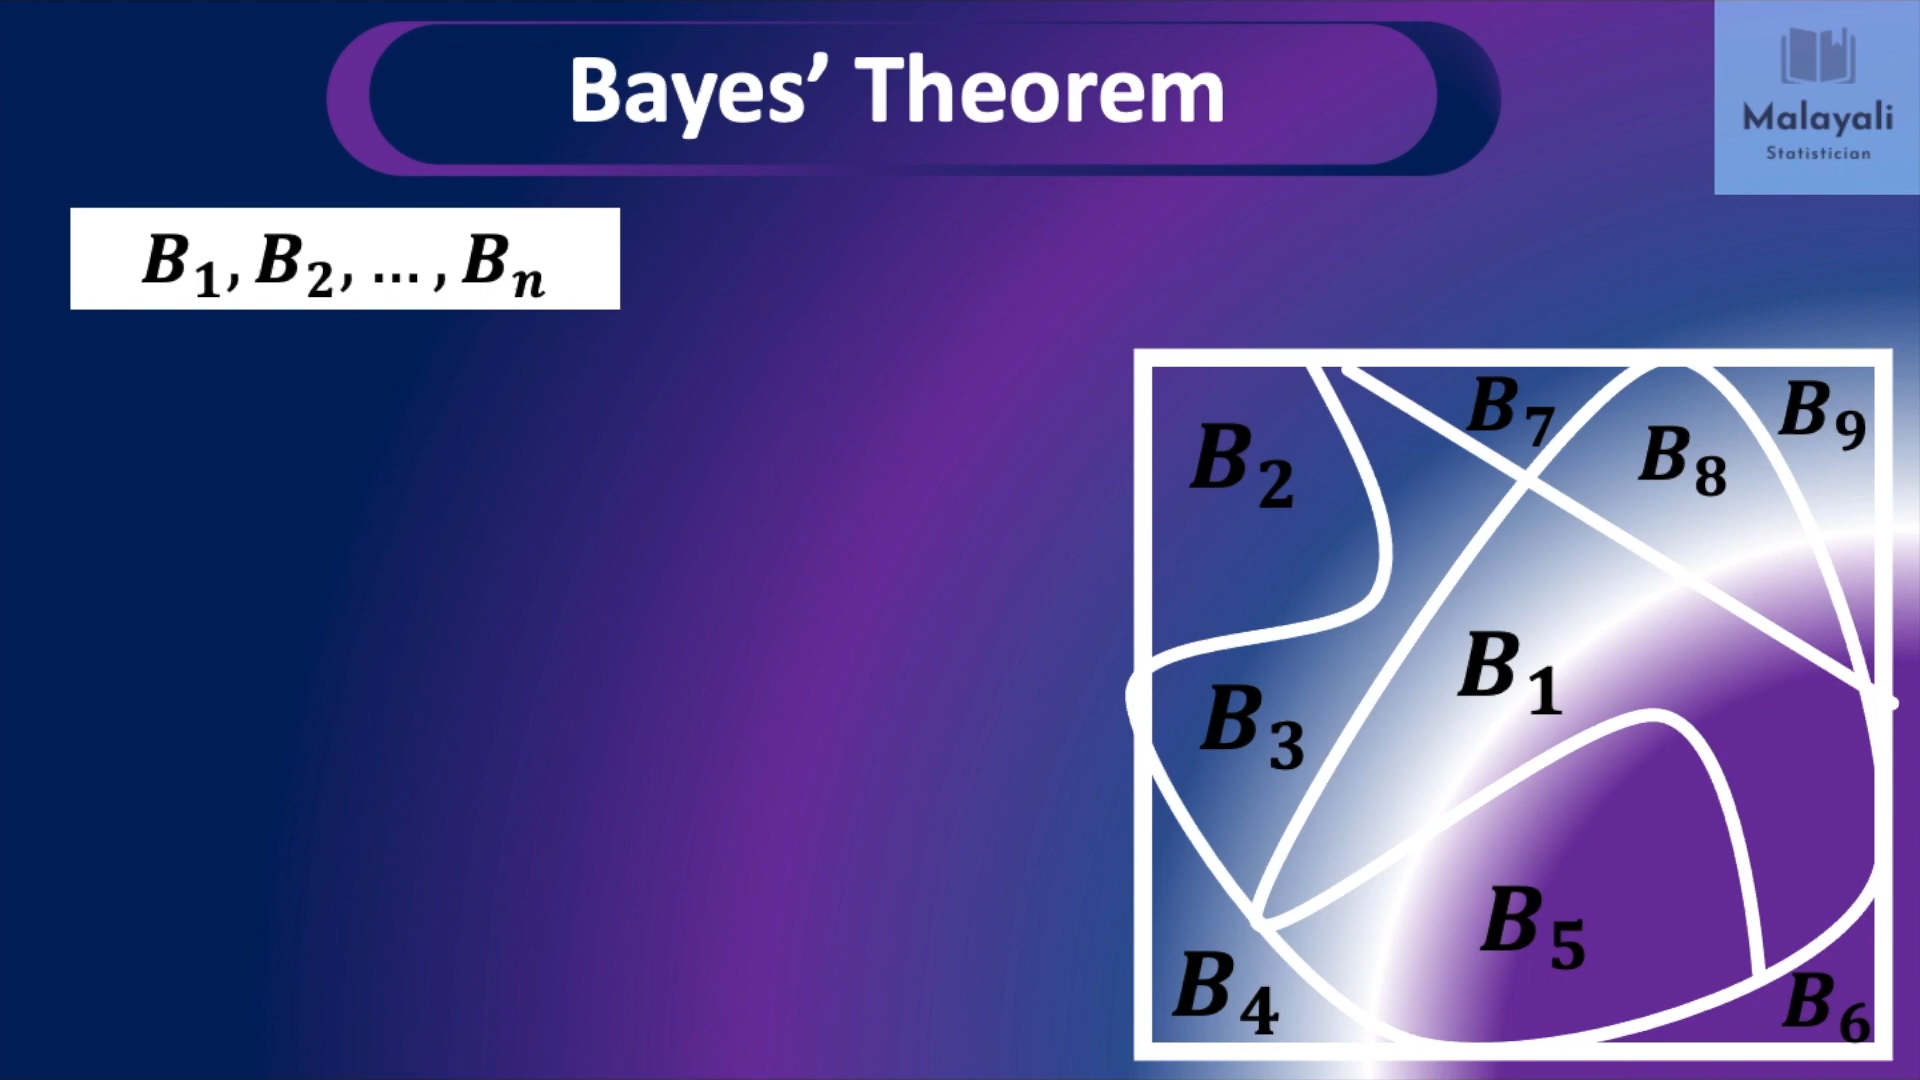 Bayes’ Theorem
Malayali
Statistician
B₁, B₂, … , Bₙ
B₂
B₇
B₈
B₉
B₁
B₃
B₅
B₄
B₆